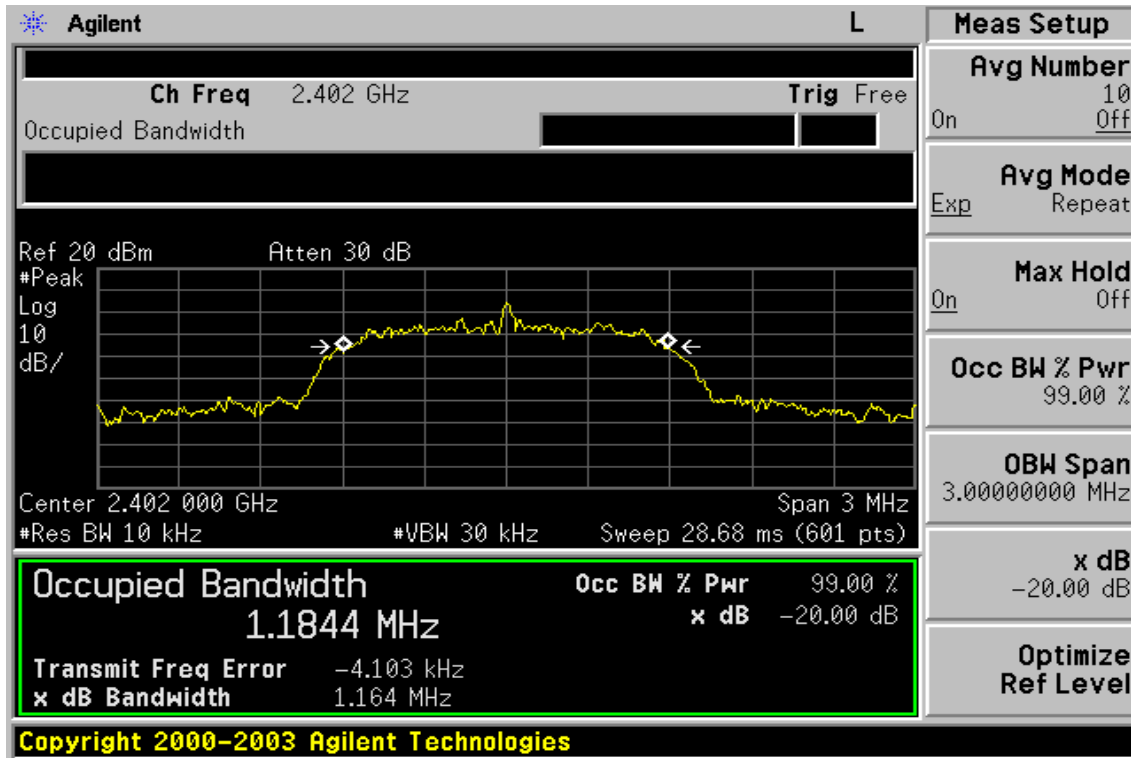 Agilent L
Ch Freq 2.402 GHz Trig Free
Occupied Bandwidth
Ref 20 dBm Atten 30 dB
#Peak
Log
10
dB/
Center 2.402 000 GHz Span 3 MHz
#Res BW 10 kHz #VBW 30 kHz Sweep 28.68 ms (601 pts)
Occupied Bandwidth
1.1844 MHz
Occ BW % Pwr 99.00 %
x dB -20.00 dB
Transmit Freq Error -4.103 kHz
x dB Bandwidth 1.164 MHz
Copyright 2000-2003 Agilent Technologies
Meas Setup
Avg Number
10
On Off
Avg Mode
Exp Repeat
Max Hold
On Off
Occ BW % Pwr
99.00 %
OBW Span
3.00000000 MHz
x dB
-20.00 dB
Optimize
Ref Level